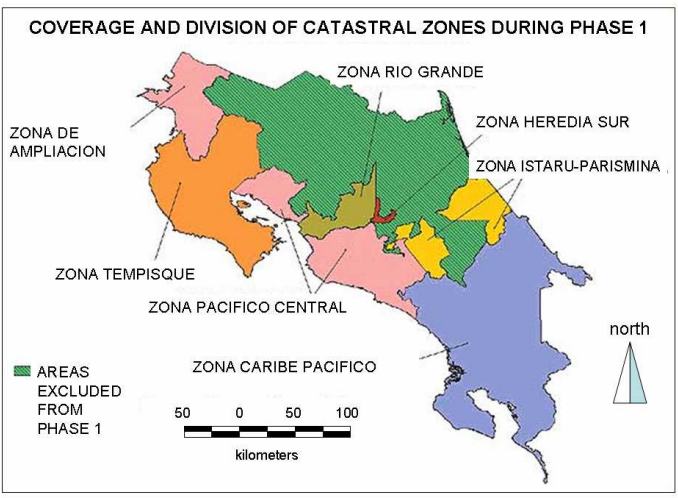 COVERAGE AND DIVISION OF CATASTRAL ZONES DURING PHASE 1
ZONA RIO GRANDE
ZONA DE
AMPLIACION
ZONA HEREDIA SUR
ZONA ISTARU-PARISMINA
ZONA TEMPISQUE
ZONA PACIFICO CENTRAL
ZONA CARIBE PACIFICO
north
AREAS
EXCLUDED
FROM
PHASE 1
50 0 50 100
kilometers